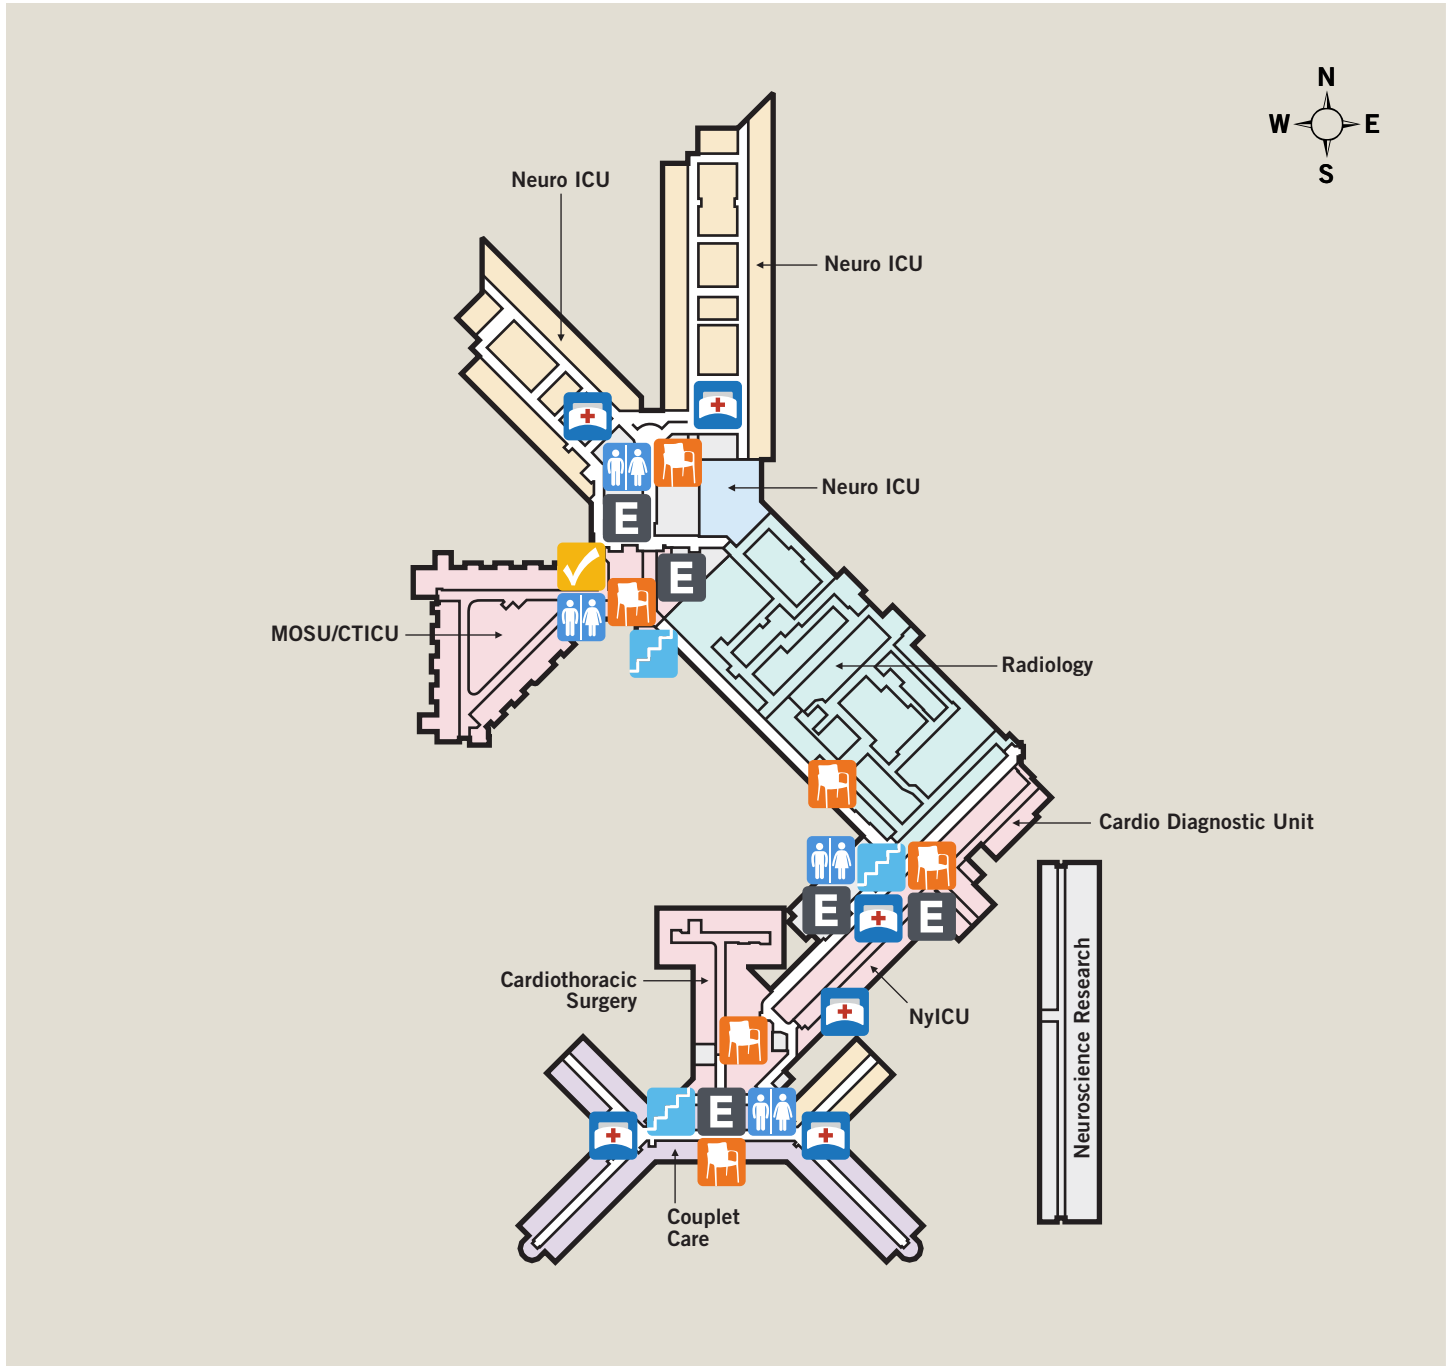 N
W E
S
Neuro ICU
Neuro ICU
Neuro ICU
E
E
MOSU/CTICU
Radiology
Cardio Diagnostic Unit
E
E
Cardiothoracic
Surgery
NyICU
Neuroscience Research
E
Couplet
Care